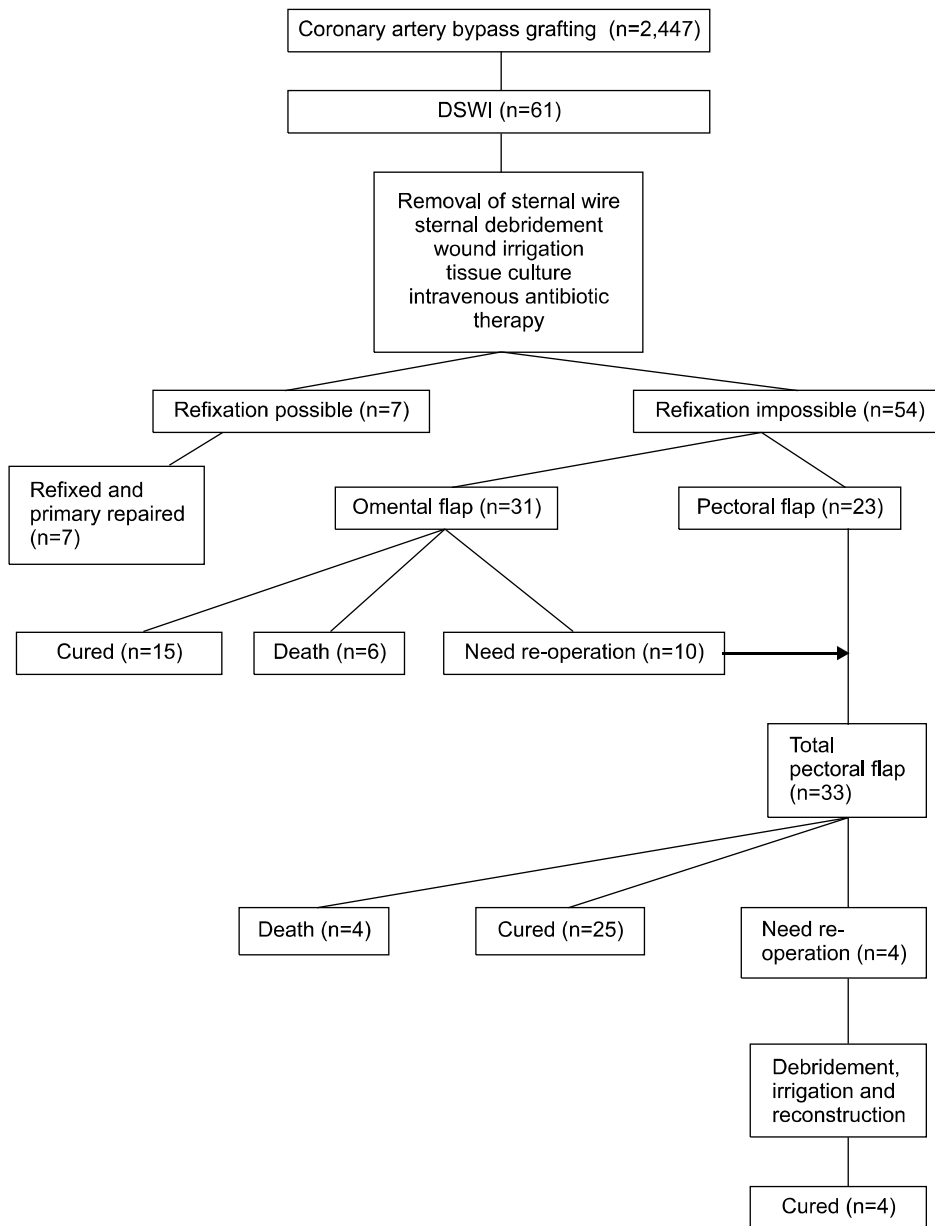 Coronary artery bypass grafting (n=2,447)
DSWI (n=61)
Removal of sternal wire
sternal debridement
wound irrigation
tissue culture
intravenous antibiotic
therapy
Refixation possible (n=7)
Refixation impossible (n=54)
Refixed and
primary repaired
(n=7)
Omental flap (n=31)
Pectoral flap (n=23)
Cured (n=15)
Death (n=6)
Need re-operation (n=10)
Total
pectoral flap
(n=33)
Death (n=4)
Cured (n=25)
Need re-
operation (n=4)
Debridement,
irrigation and
reconstruction
Cured (n=4)